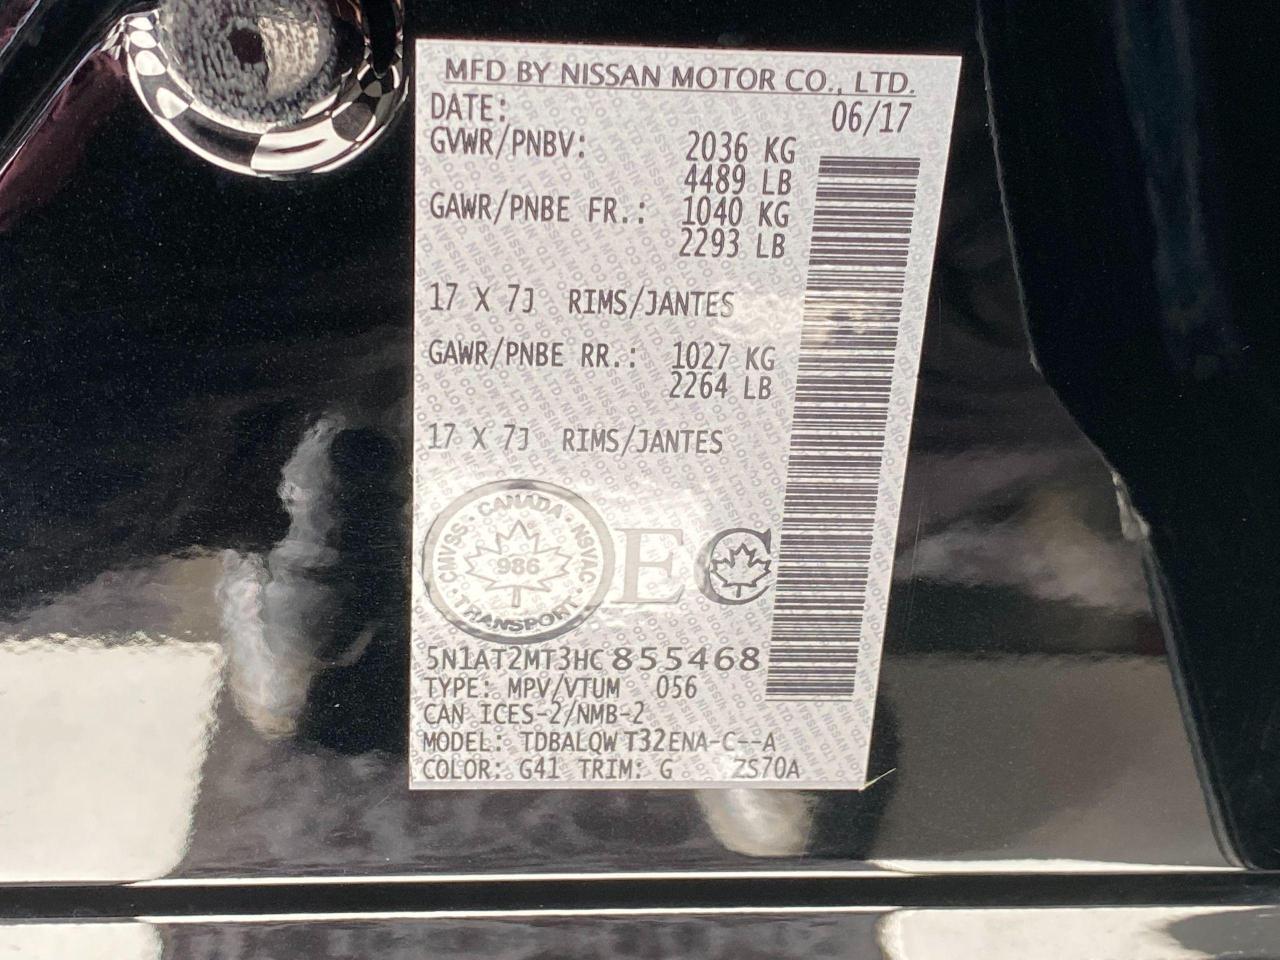 MFD BY NISSAN MOTOR CO., LTD.
DATE: 06/17
GVWR/PNBV: 2036 KG
4489 LB
GAWR/PNBE FR.: 1040 KG
2293 LB
17 X 7J RIMS/JANTES
GAWR/PNBE RR.: 1027 KG
2264 LB
17 X 7J RIMS/JANTES
CMVSS · CANADA · NSVAC · TRANSPORT
986
EC
5N1AT2MT3HC855468
TYPE: MPV/VTUM 056
CAN ICES-2/NMB-2
MODEL: TDBALQWT32ENA-C--A
COLOR: G41 TRIM: G ZS70A